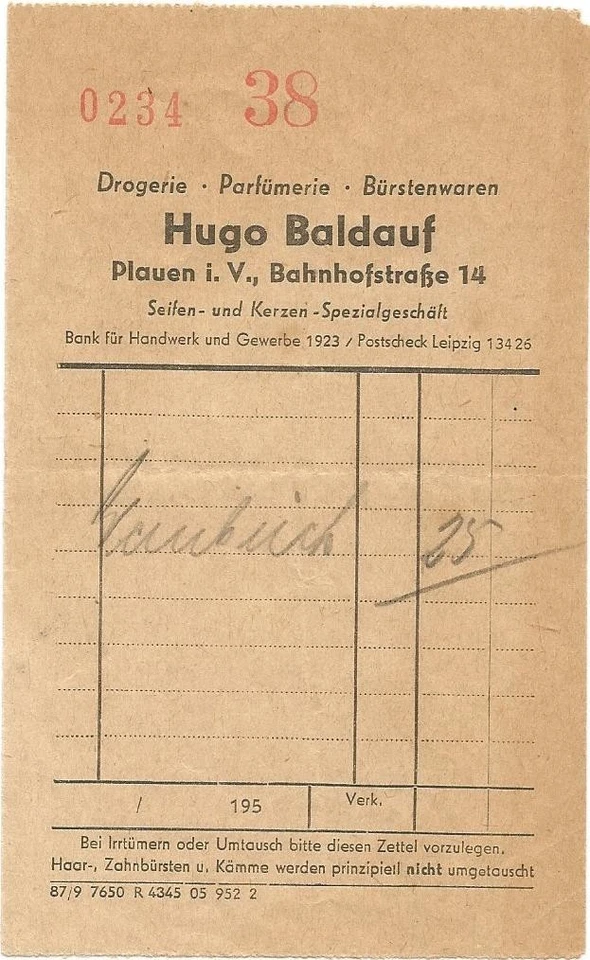 0234 38
Drogerie · Parfümerie · Bürstenwaren
Hugo Baldauf
Plauen i. V., Bahnhofstraße 14
Seifen- und Kerzen-Spezialgeschäft
Bank für Handwerk und Gewerbe 1923 / Postscheck Leipzig 13426
25
/ 195 Verk.
Bei Irrtümern oder Umtausch bitte diesen Zettel vorzulegen.
Haar-, Zahnbürsten u. Kämme werden prinzipiell nicht umgetauscht
87/9 7650 R 4345 05 952 2